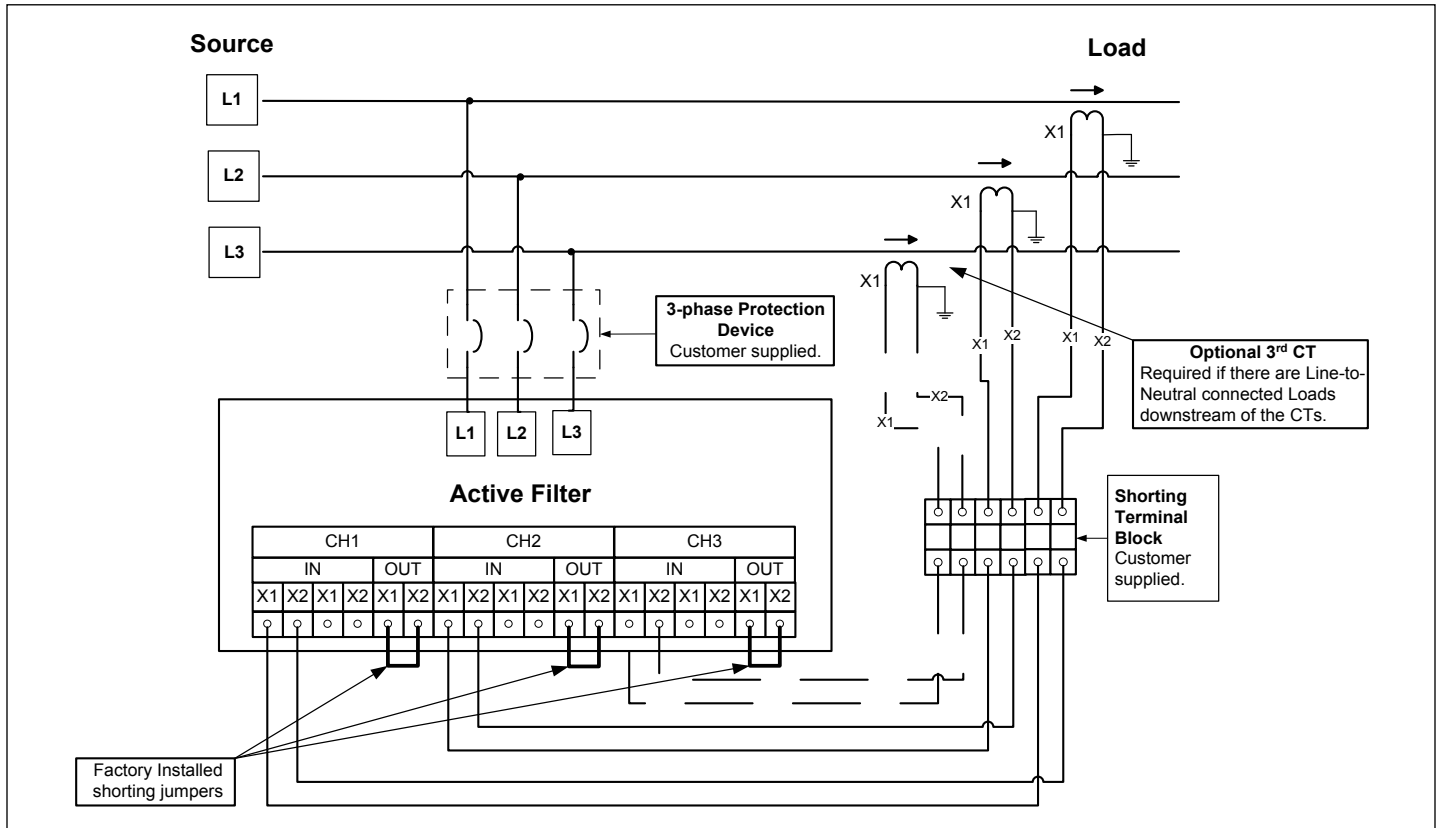 Source
Load
L1
X1
L2
X1
L3
X1
3-phase Protection
Device
Customer supplied.
X1
X2
X1
X2
Optional 3rd CT
Required if there are Line-to-
Neutral connected Loads
downstream of the CTs.
X2
X1
L1
L2
L3
Active Filter
Shorting
Terminal
Block
Customer
supplied.
CH1
CH2
CH3
IN
OUT
IN
OUT
IN
OUT
X1 X2 X1 X2 X1 X2 X1 X2 X1 X2 X1 X2 X1 X2 X1 X2 X1 X2
Factory Installed
shorting jumpers